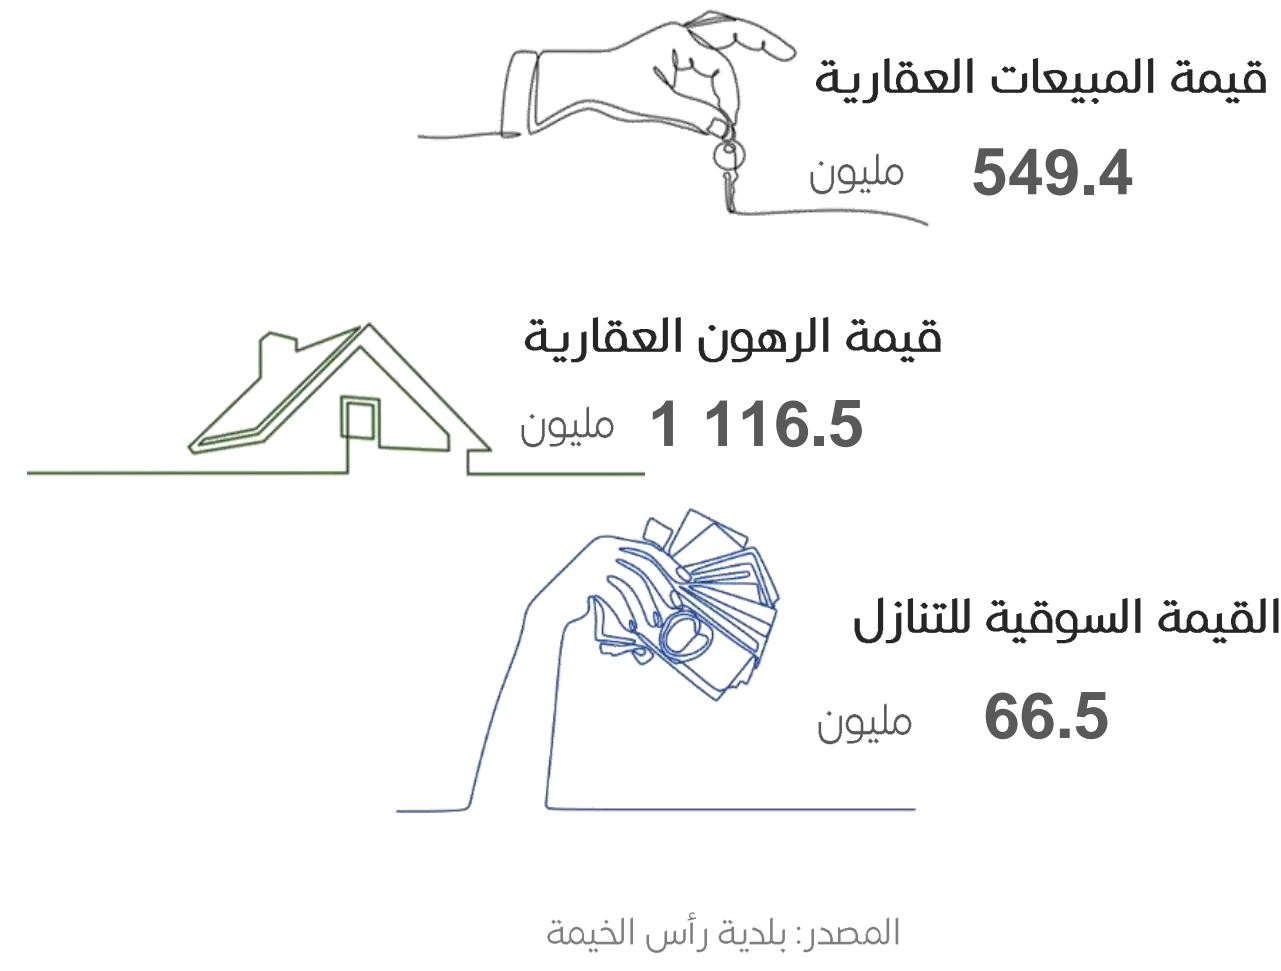 قيمة المبيعات العقارية
549.4 مليون
قيمة الرهون العقارية
1 116.5 مليون
القيمة السوقية للتنازل
66.5 مليون
المصدر: بلدية رأس الخيمة